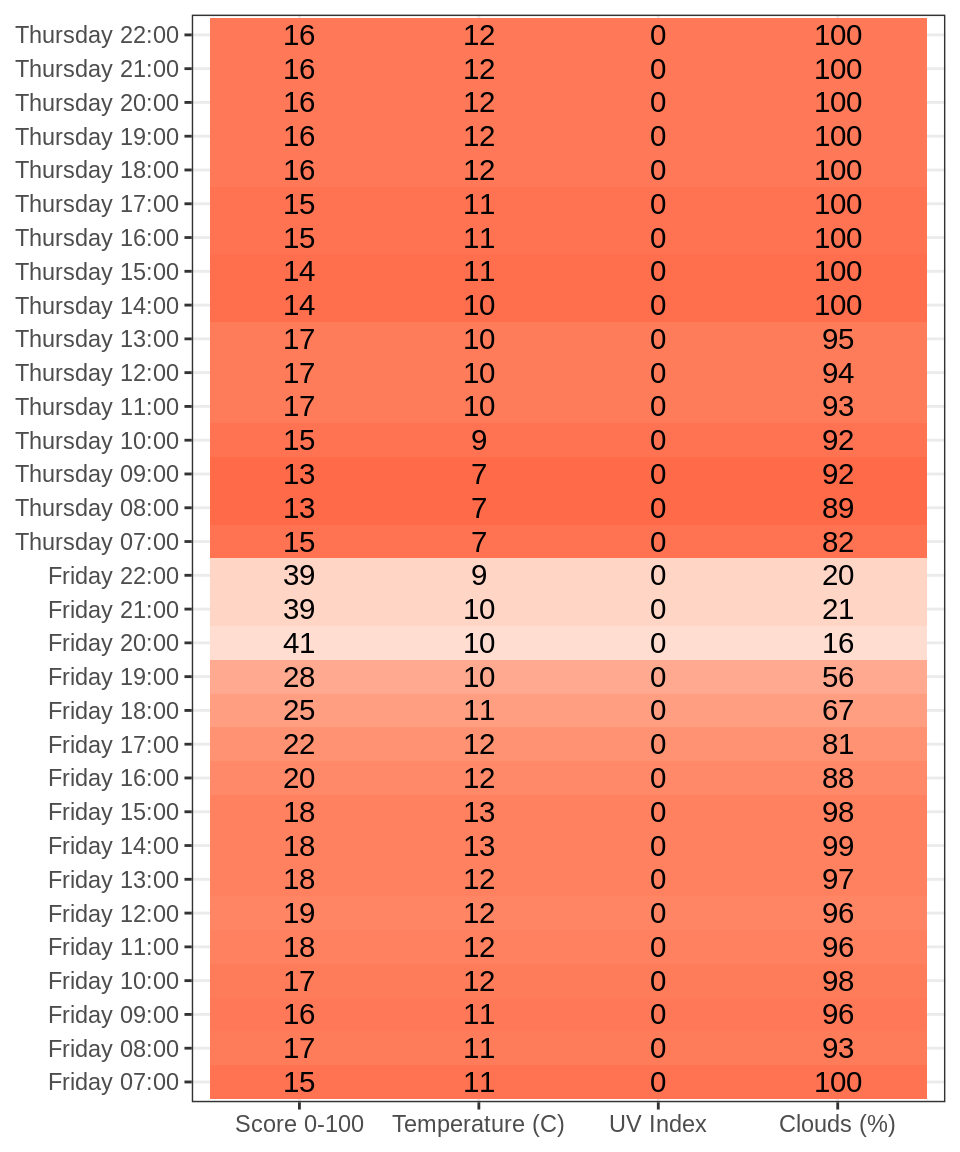 Thursday 22:00 16 12 0 100
Thursday 21:00 16 12 0 100
Thursday 20:00 16 12 0 100
Thursday 19:00 16 12 0 100
Thursday 18:00 16 12 0 100
Thursday 17:00 15 11 0 100
Thursday 16:00 15 11 0 100
Thursday 15:00 14 11 0 100
Thursday 14:00 14 10 0 100
Thursday 13:00 17 10 0 95
Thursday 12:00 17 10 0 94
Thursday 11:00 17 10 0 93
Thursday 10:00 15 9 0 92
Thursday 09:00 13 7 0 92
Thursday 08:00 13 7 0 89
Thursday 07:00 15 7 0 82
Friday 22:00 39 9 0 20
Friday 21:00 39 10 0 21
Friday 20:00 41 10 0 16
Friday 19:00 28 10 0 56
Friday 18:00 25 11 0 67
Friday 17:00 22 12 0 81
Friday 16:00 20 12 0 88
Friday 15:00 18 13 0 98
Friday 14:00 18 13 0 99
Friday 13:00 18 12 0 97
Friday 12:00 19 12 0 96
Friday 11:00 18 12 0 96
Friday 10:00 17 12 0 98
Friday 09:00 16 11 0 96
Friday 08:00 17 11 0 93
Friday 07:00 15 11 0 100
Score 0-100 Temperature (C) UV Index Clouds (%)